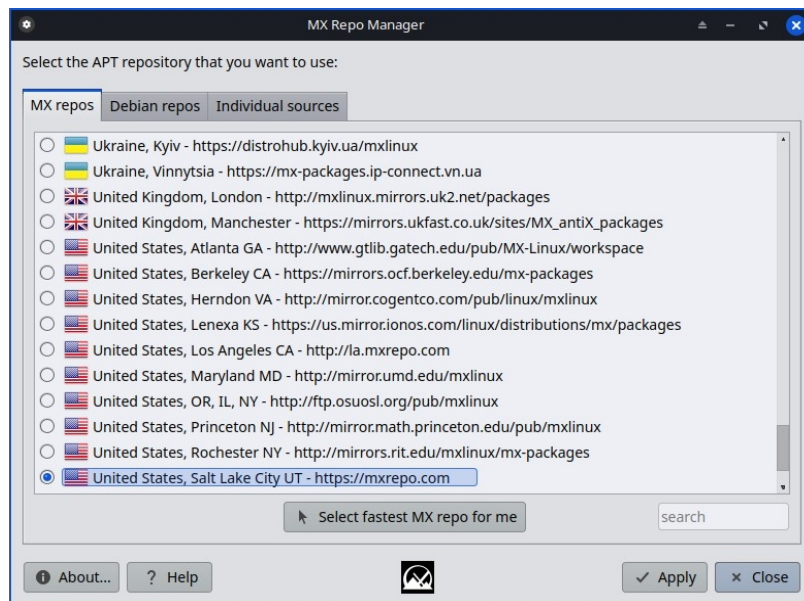 MX Repo Manager
Select the APT repository that you want to use:
MX repos Debian repos Individual sources
Ukraine, Kyiv - https://distrohub.kyiv.ua/mxlinux
Ukraine, Vinnytsia - https://mx-packages.ip-connect.vn.ua
United Kingdom, London - http://mxlinux.mirrors.uk2.net/packages
United Kingdom, Manchester - https://mirrors.ukfast.co.uk/sites/MX_antiX_packages
United States, Atlanta GA - http://www.gtlib.gatech.edu/pub/MX-Linux/workspace
United States, Berkeley CA - https://mirrors.ocf.berkeley.edu/mx-packages
United States, Herndon VA - http://mirror.cogentco.com/pub/linux/mxlinux
United States, Lenexa KS - https://us.mirror.ionos.com/linux/distributions/mx/packages
United States, Los Angeles CA - http://la.mxrepo.com
United States, Maryland MD - http://mirror.umd.edu/mxlinux
United States, OR, IL, NY - http://ftp.osuosl.org/pub/mxlinux
United States, Princeton NJ - http://mirror.math.princeton.edu/pub/mxlinux
United States, Rochester NY - http://mirrors.rit.edu/mxlinux/mx-packages
United States, Salt Lake City UT - https://mxrepo.com
Select fastest MX repo for me search
About... ? Help Apply Close